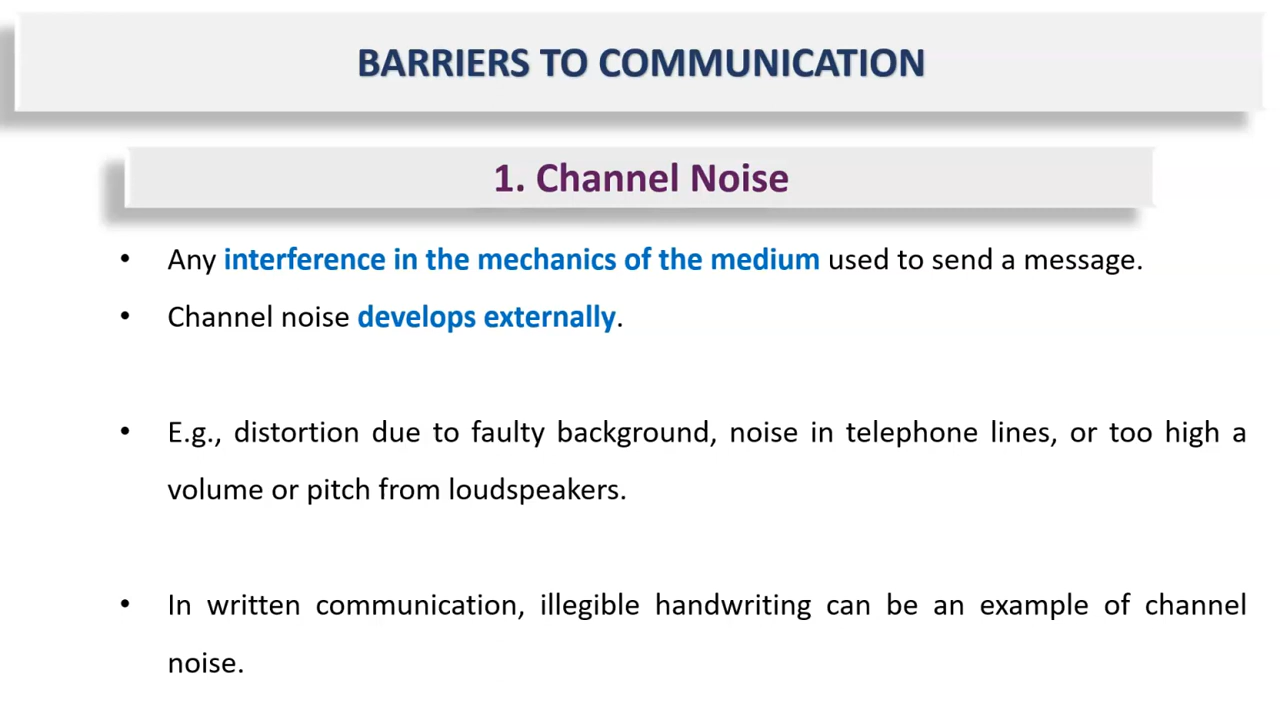 BARRIERS TO COMMUNICATION
1. Channel Noise
• Any interference in the mechanics of the medium used to send a message.
• Channel noise develops externally.
• E.g., distortion due to faulty background, noise in telephone lines, or too high a
volume or pitch from loudspeakers.
• In written communication, illegible handwriting can be an example of channel
noise.